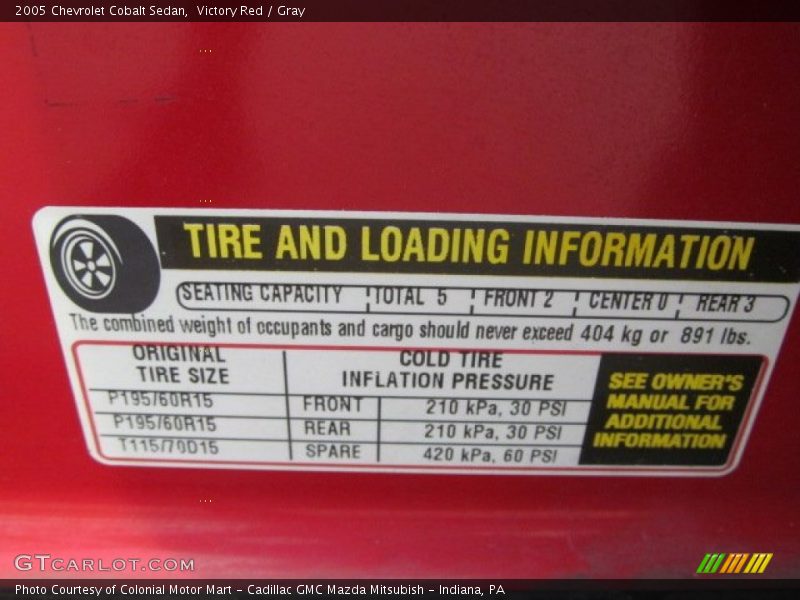 2005 Chevrolet Cobalt Sedan, Victory Red / Gray
TIRE AND LOADING INFORMATION
SEATING CAPACITY TOTAL 5 FRONT 2 CENTER 0 REAR 3
The combined weight of occupants and cargo should never exceed 404 kg or 891 lbs.
ORIGINAL
TIRE SIZE
COLD TIRE
INFLATION PRESSURE
P195/60R15 FRONT 210 kPa, 30 PSI
P195/60R15 REAR 210 kPa, 30 PSI
T115/70D15 SPARE 420 kPa, 60 PSI
SEE OWNER'S
MANUAL FOR
ADDITIONAL
INFORMATION
GTCARLOT.COM
Photo Courtesy of Colonial Motor Mart - Cadillac GMC Mazda Mitsubish - Indiana, PA